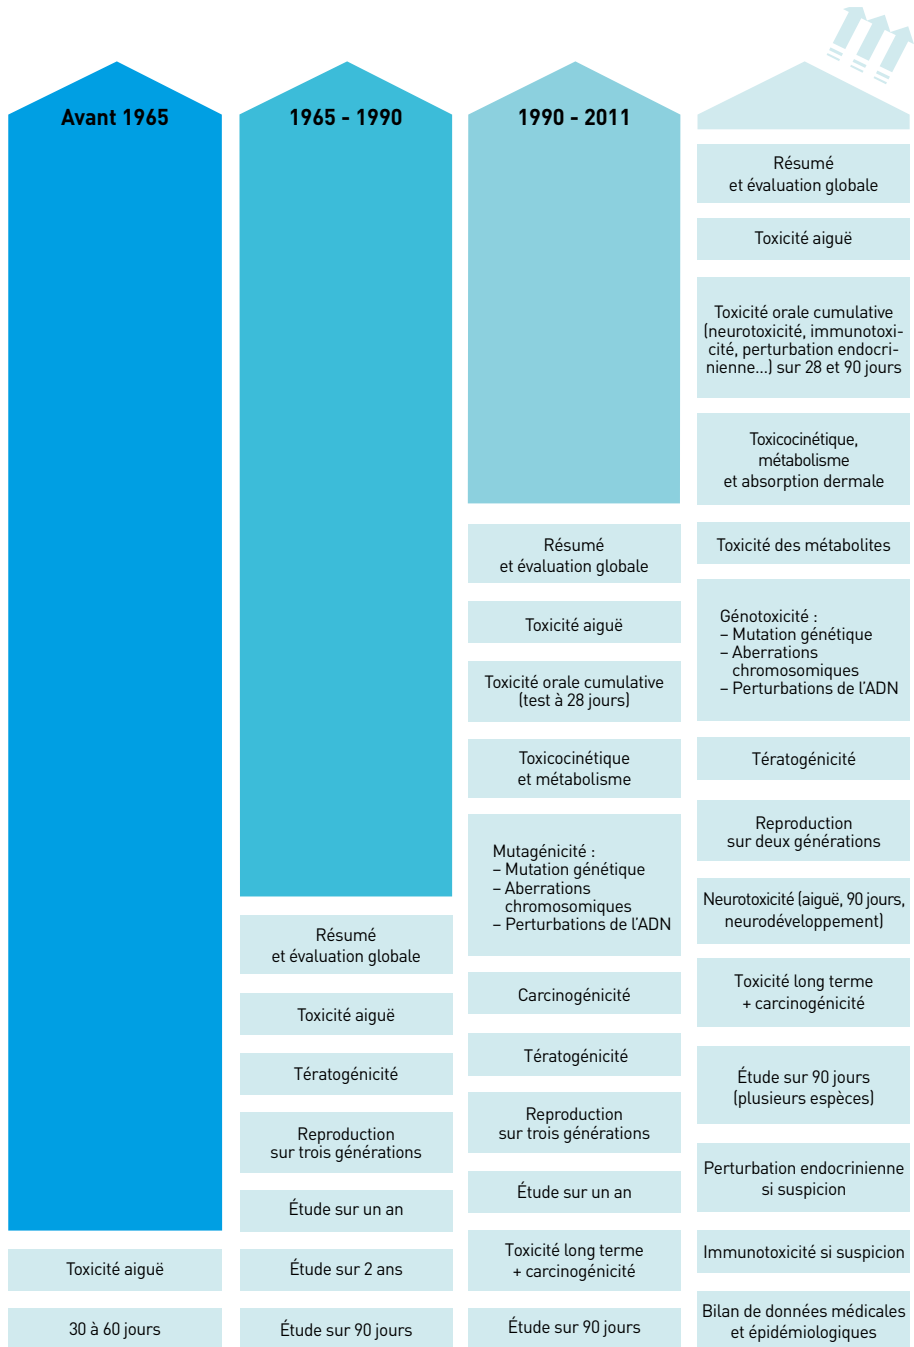 Avant 1965
Toxicité aiguë
30 à 60 jours
1965 - 1990
Résumé
et évaluation globale
Toxicité aiguë
Tératogénicité
Reproduction
sur trois générations
Étude sur un an
Étude sur 2 ans
Étude sur 90 jours
1990 - 2011
Résumé
et évaluation globale
Toxicité aiguë
Toxicité orale cumulative
(test à 28 jours)
Toxicocinétique
et métabolisme
Mutagénicité :
– Mutation génétique
– Aberrations
chromosomiques
– Perturbations de l’ADN
Carcinogénicité
Tératogénicité
Reproduction
sur trois générations
Étude sur un an
Toxicité long terme
+ carcinogénicité
Étude sur 90 jours
Résumé
et évaluation globale
Toxicité aiguë
Toxicité orale cumulative
(neurotoxicité, immunotoxi-
cité, perturbation endocri-
nienne...) sur 28 et 90 jours
Toxicocinétique,
métabolisme
et absorption dermale
Toxicité des métabolites
Génotoxicité :
– Mutation génétique
– Aberrations
chromosomiques
– Perturbations de l’ADN
Tératogénicité
Reproduction
sur deux générations
Neurotoxicité (aiguë, 90 jours,
neurodéveloppement)
Toxicité long terme
+ carcinogénicité
Étude sur 90 jours
(plusieurs espèces)
Perturbation endocrinienne
si suspicion
Immunotoxicité si suspicion
Bilan de données médicales
et épidémiologiques